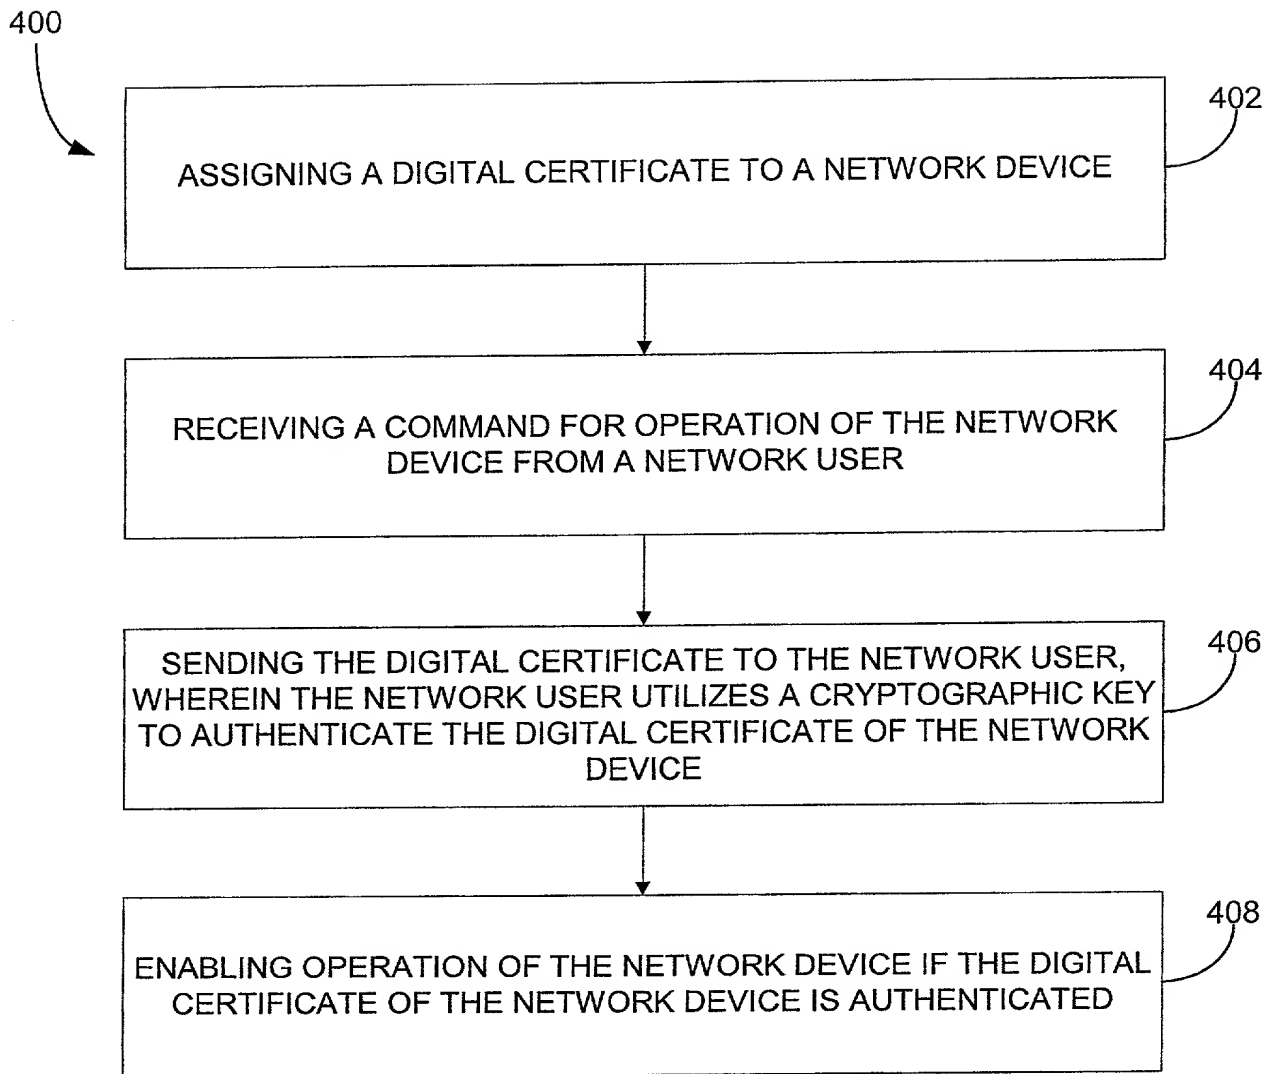 400
402
ASSIGNING A DIGITAL CERTIFICATE TO A NETWORK DEVICE
404
RECEIVING A COMMAND FOR OPERATION OF THE NETWORK
DEVICE FROM A NETWORK USER
406
SENDING THE DIGITAL CERTIFICATE TO THE NETWORK USER,
WHEREIN THE NETWORK USER UTILIZES A CRYPTOGRAPHIC KEY
TO AUTHENTICATE THE DIGITAL CERTIFICATE OF THE NETWORK
DEVICE
408
ENABLING OPERATION OF THE NETWORK DEVICE IF THE DIGITAL
CERTIFICATE OF THE NETWORK DEVICE IS AUTHENTICATED